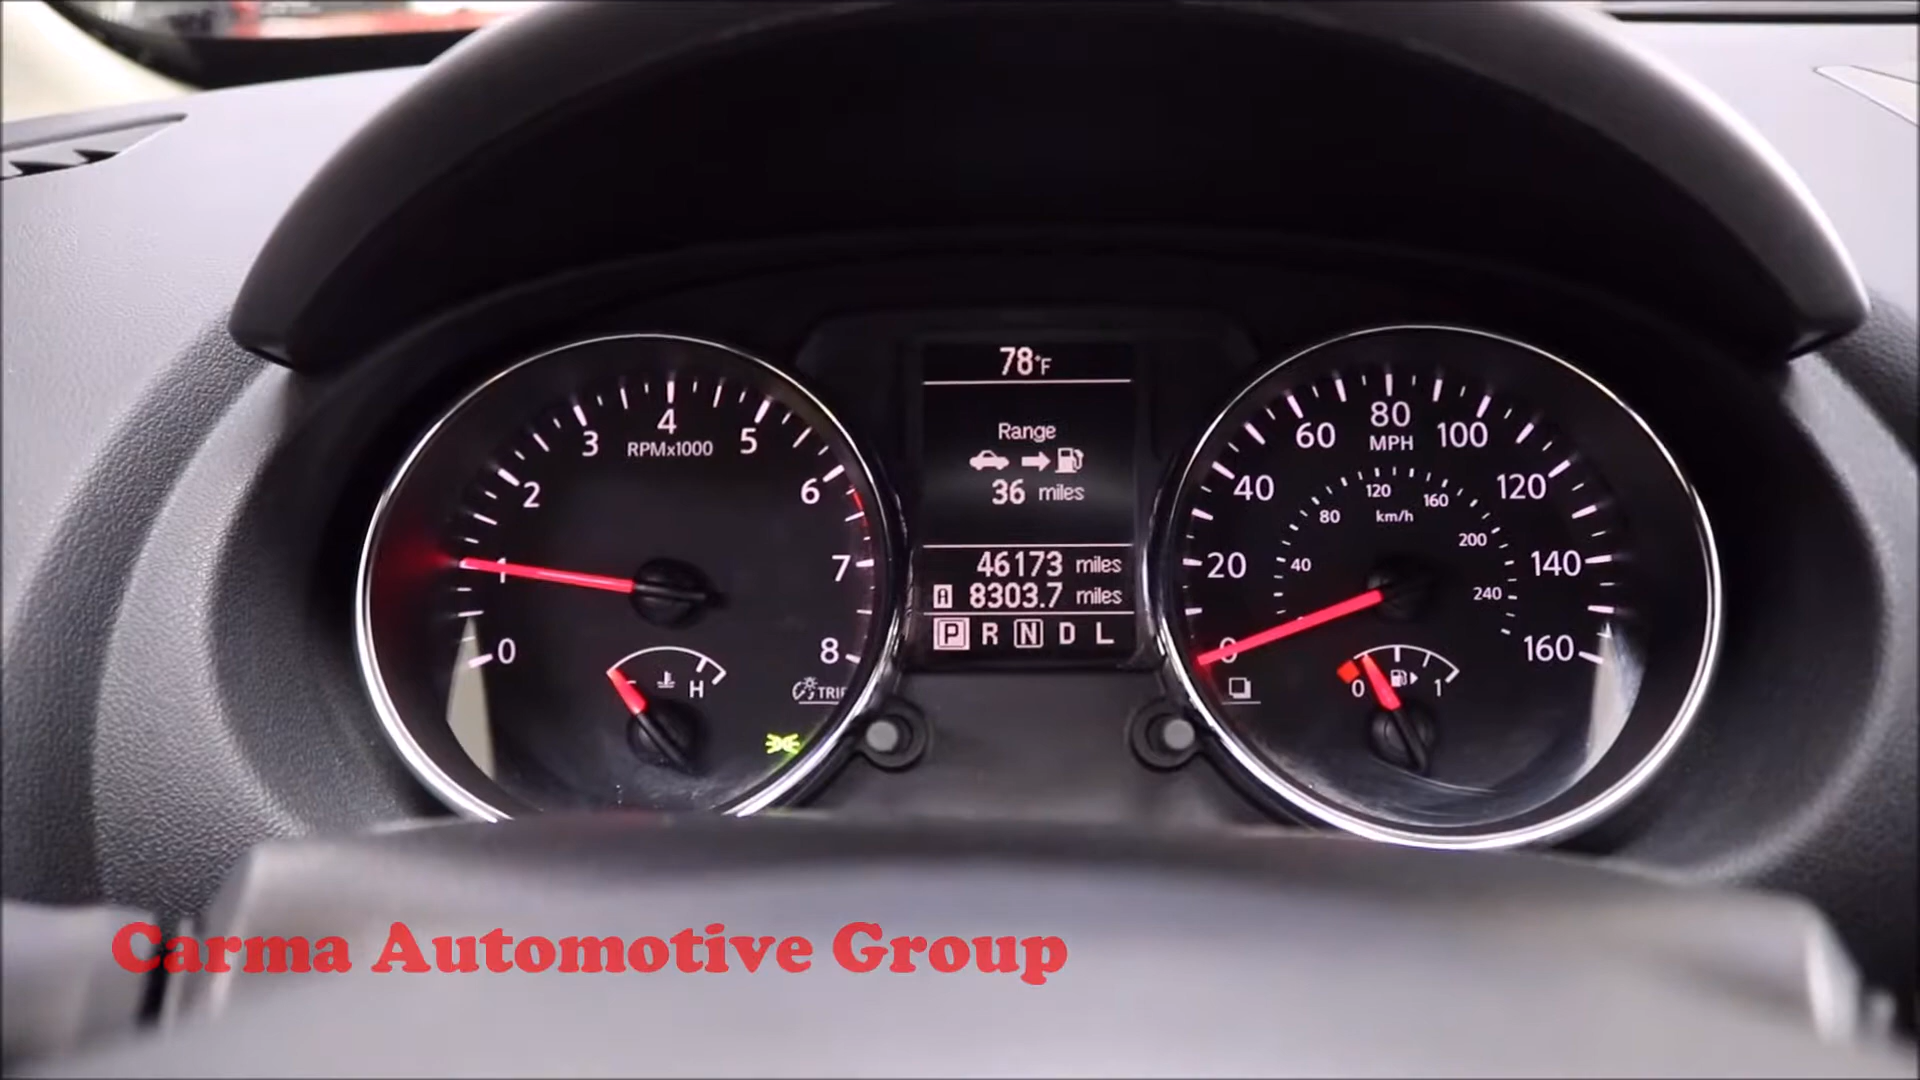 78°F
Range
36 miles
46173 miles
A 8303.7 miles
P R N D L
0 1 2 3 4 5 6 7 8
RPMx1000
H
TRIP
0 20 40 60 80 100 120 140 160
MPH
40 80 120 160 200 240
km/h
0 1
Carma Automotive Group